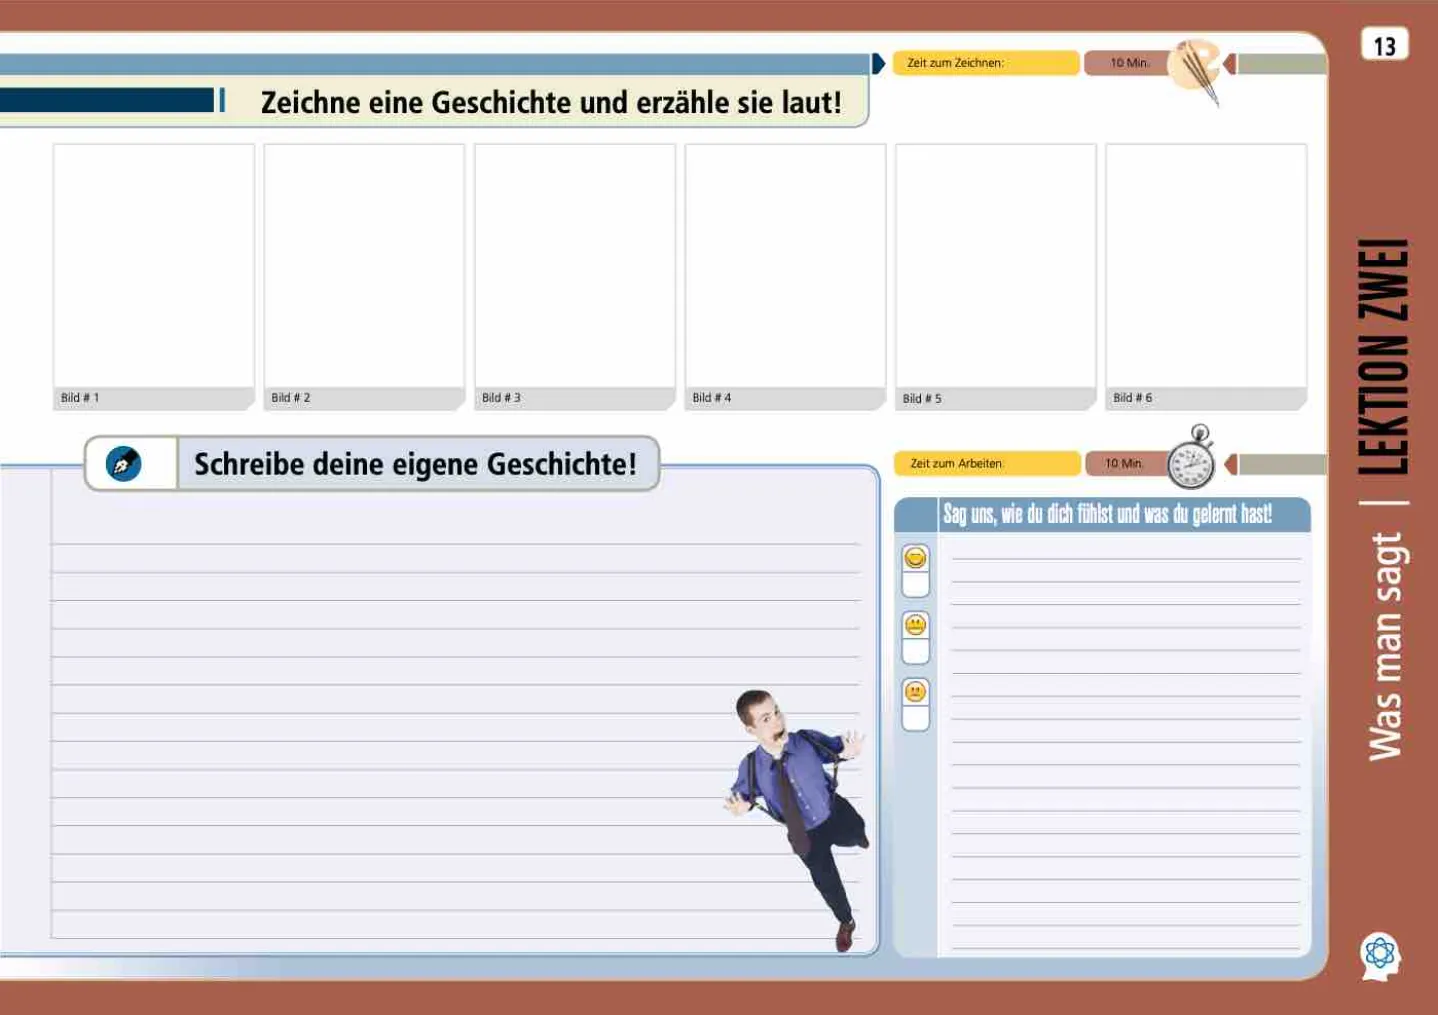 13
Zeit zum Zeichnen:
10 Min.
Zeichne eine Geschichte und erzähle sie laut!
Bild # 1
Bild # 2
Bild # 3
Bild # 4
Bild # 5
Bild # 6
Schreibe deine eigene Geschichte!
Zeit zum Arbeiten:
10 Min.
Sag uns, wie du dich fühlst und was du gelernt hast!
LEKTION ZWEI
Was man sagt